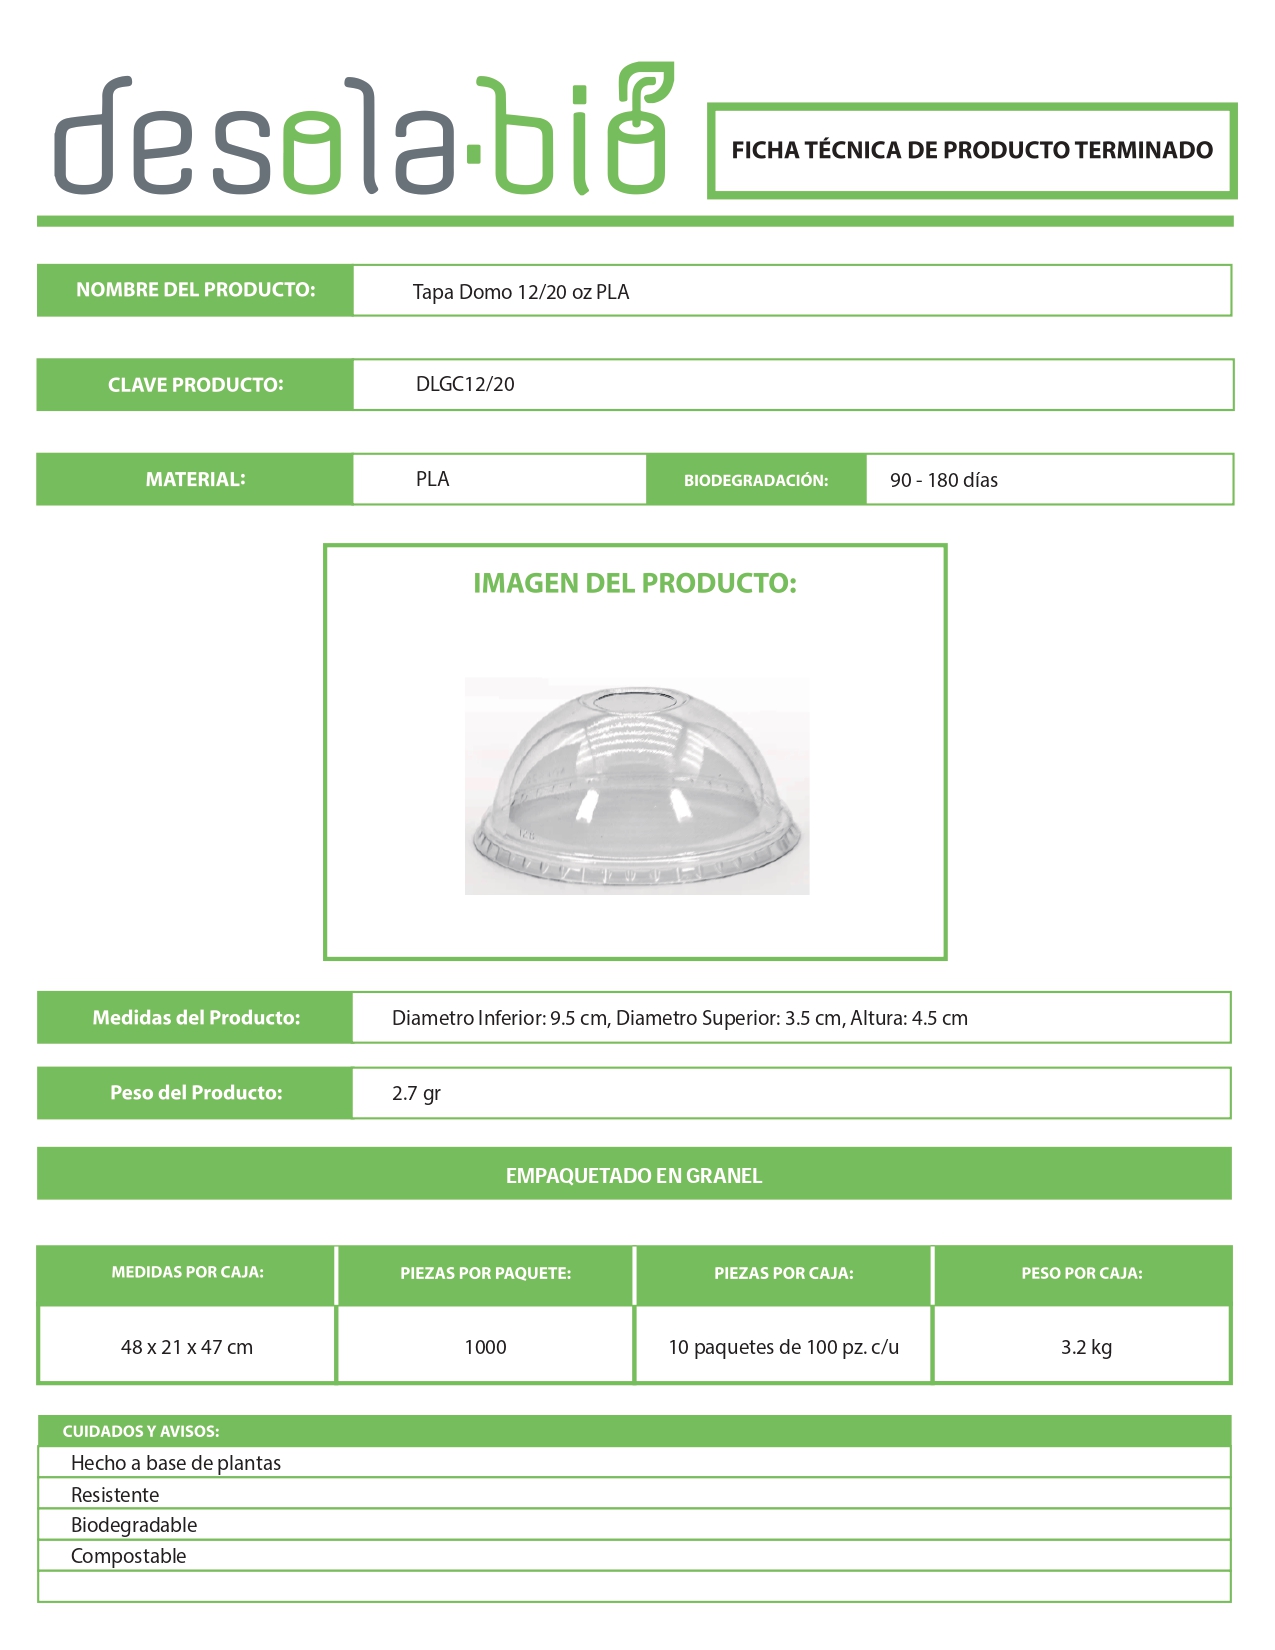 desola.bio
FICHA TÉCNICA DE PRODUCTO TERMINADO
NOMBRE DEL PRODUCTO: Tapa Domo 12/20 oz PLA
CLAVE PRODUCTO: DLGC12/20
MATERIAL: PLA BIODEGRADACIÓN: 90 - 180 días
IMAGEN DEL PRODUCTO:
Medidas del Producto: Diametro Inferior: 9.5 cm, Diametro Superior: 3.5 cm, Altura: 4.5 cm
Peso del Producto: 2.7 gr
EMPAQUETADO EN GRANEL
MEDIDAS POR CAJA: PIEZAS POR PAQUETE: PIEZAS POR CAJA: PESO POR CAJA:
48 x 21 x 47 cm 1000 10 paquetes de 100 pz. c/u 3.2 kg
CUIDADOS Y AVISOS:
Hecho a base de plantas
Resistente
Biodegradable
Compostable